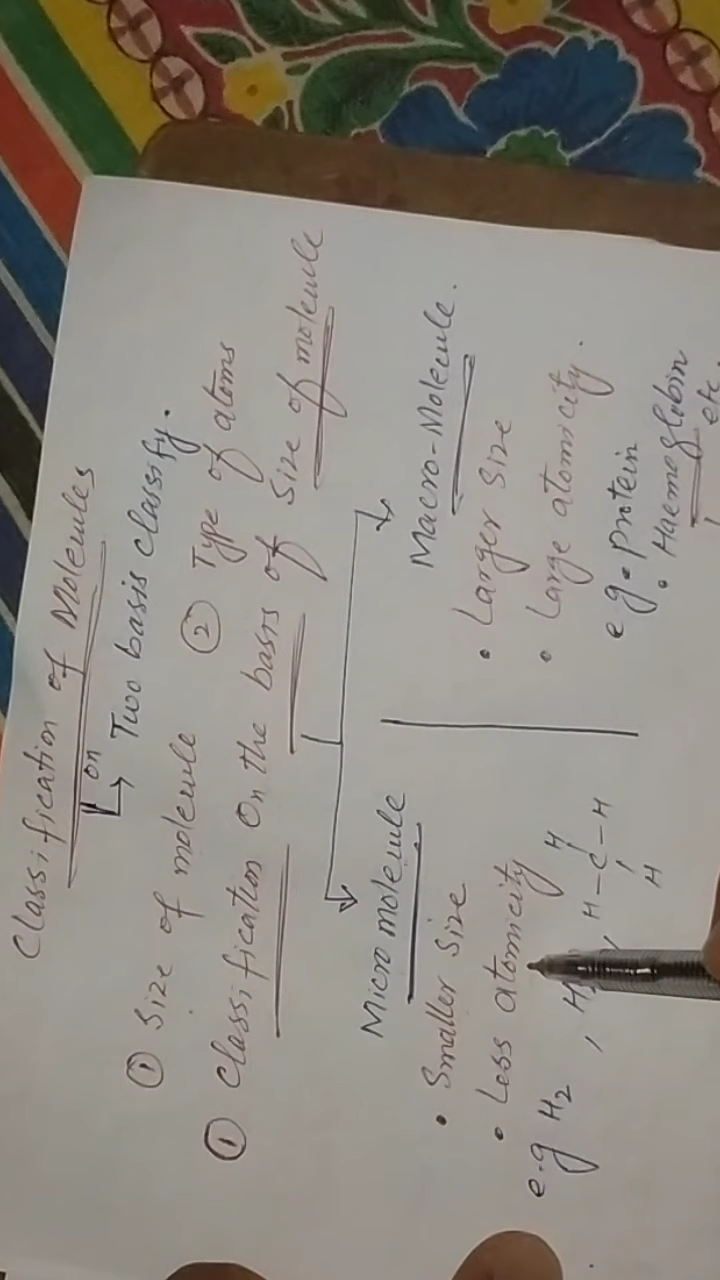 Classification of Molecules
on
↳ Two basis classify.
① Size of molecule ② Type of atoms
① Classification On the basis of Size of molecule
Micro molecule
• Smaller Size
• Less atomicity
e.g H2 ,
H
H-C-H
H
Macro-Molecule.
• Larger Size
• Large atomicity.
eg • protein
• Haemoglobin
etc.